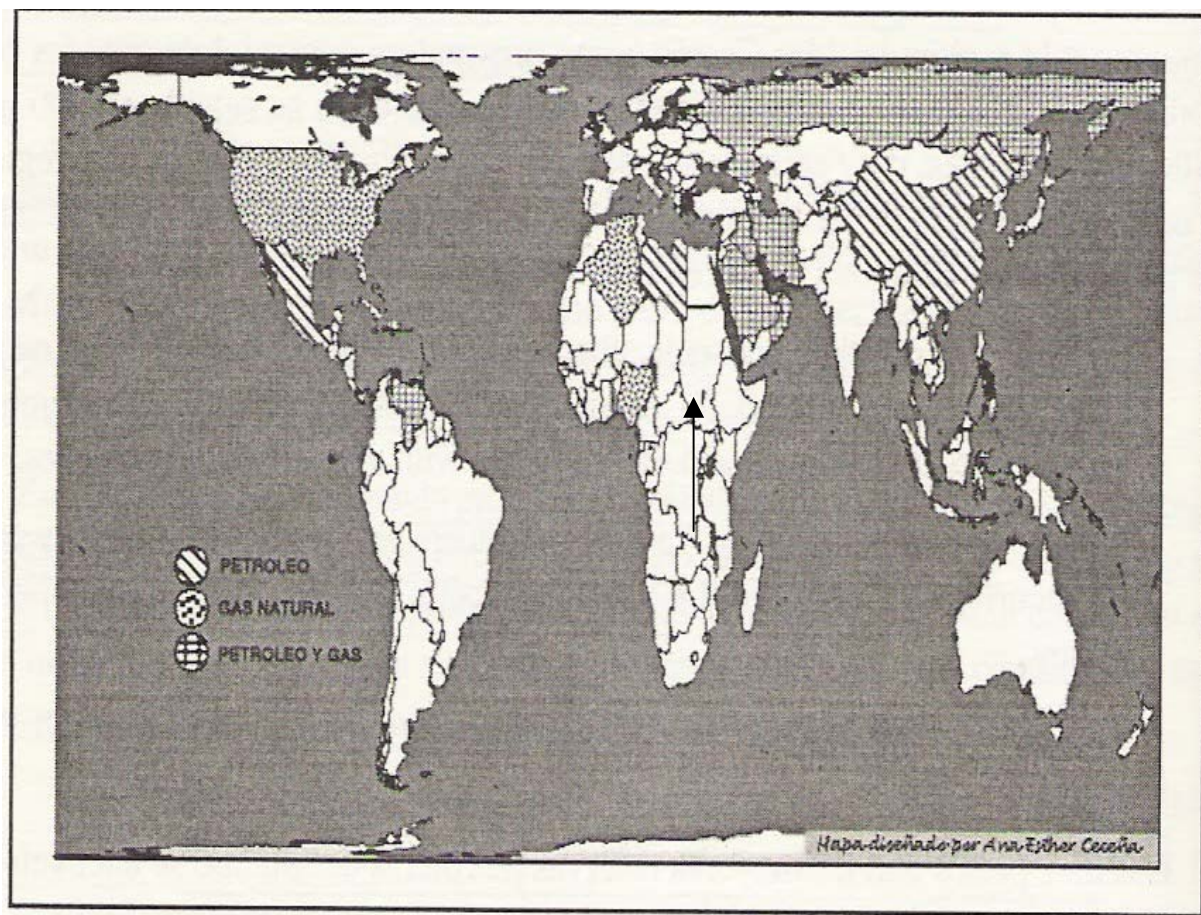 PETROLEO
GAS NATURAL
PETROLEO Y GAS
Mapa diseñado por Ana Esther Ceceña